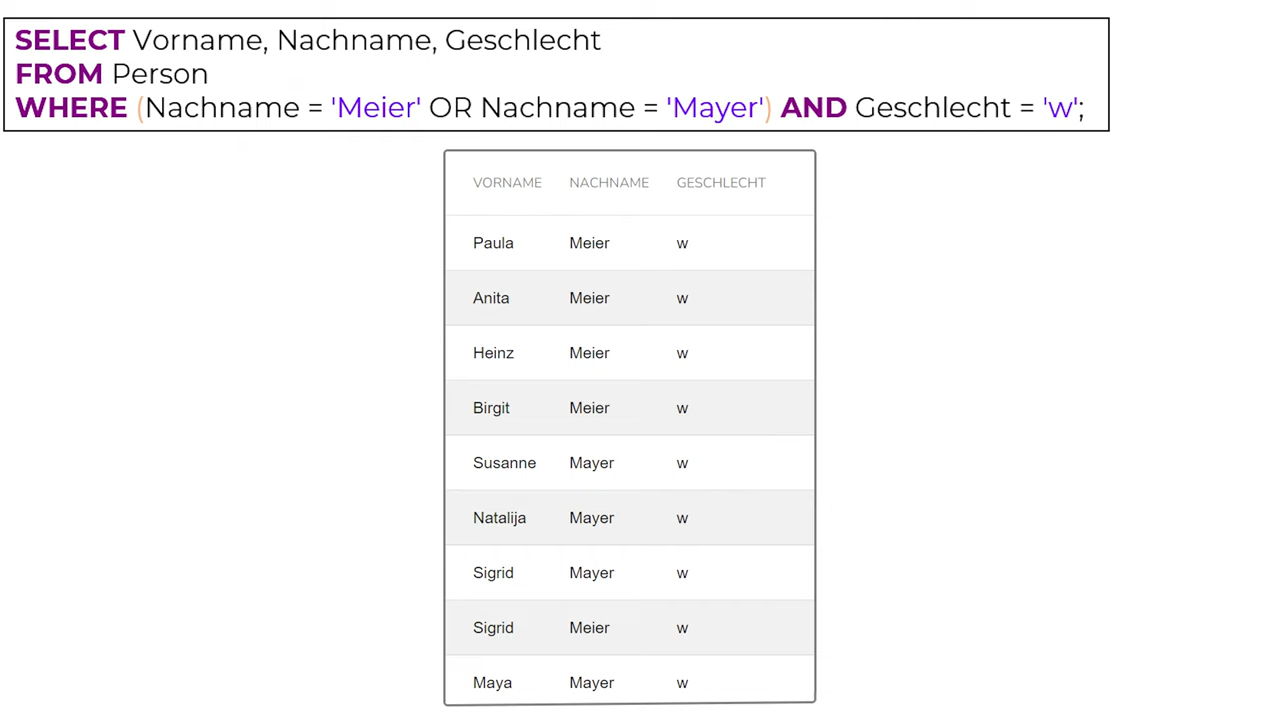 SELECT Vorname, Nachname, Geschlecht
FROM Person
WHERE (Nachname = 'Meier' OR Nachname = 'Mayer') AND Geschlecht = 'w';
VORNAME NACHNAME GESCHLECHT
Paula Meier w
Anita Meier w
Heinz Meier w
Birgit Meier w
Susanne Mayer w
Natalija Mayer w
Sigrid Mayer w
Sigrid Meier w
Maya Mayer w